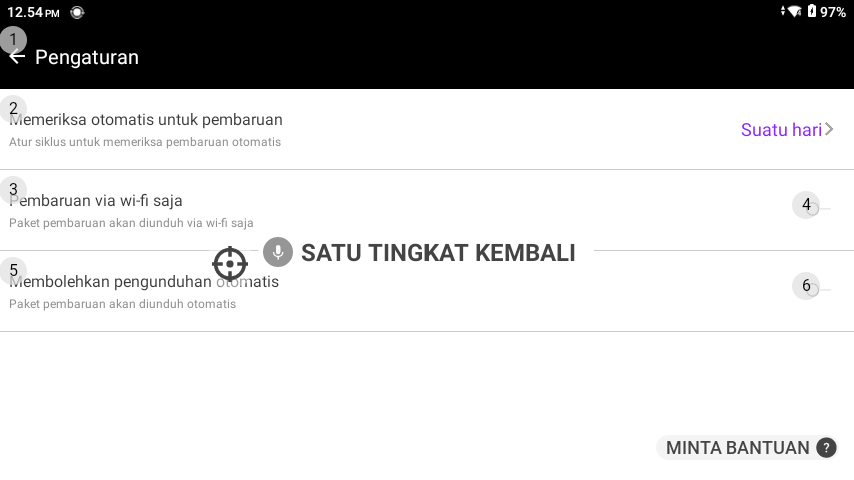 12.54 PM
97%
1
Pengaturan
2
Memeriksa otomatis untuk pembaruan
Atur siklus untuk memeriksa pembaruan otomatis
Suatu hari
3
Pembaruan via wi-fi saja
Paket pembaruan akan diunduh via wi-fi saja
4
SATU TINGKAT KEMBALI
5
Membolehkan pengunduhan otomatis
Paket pembaruan akan diunduh otomatis
6
MINTA BANTUAN ?